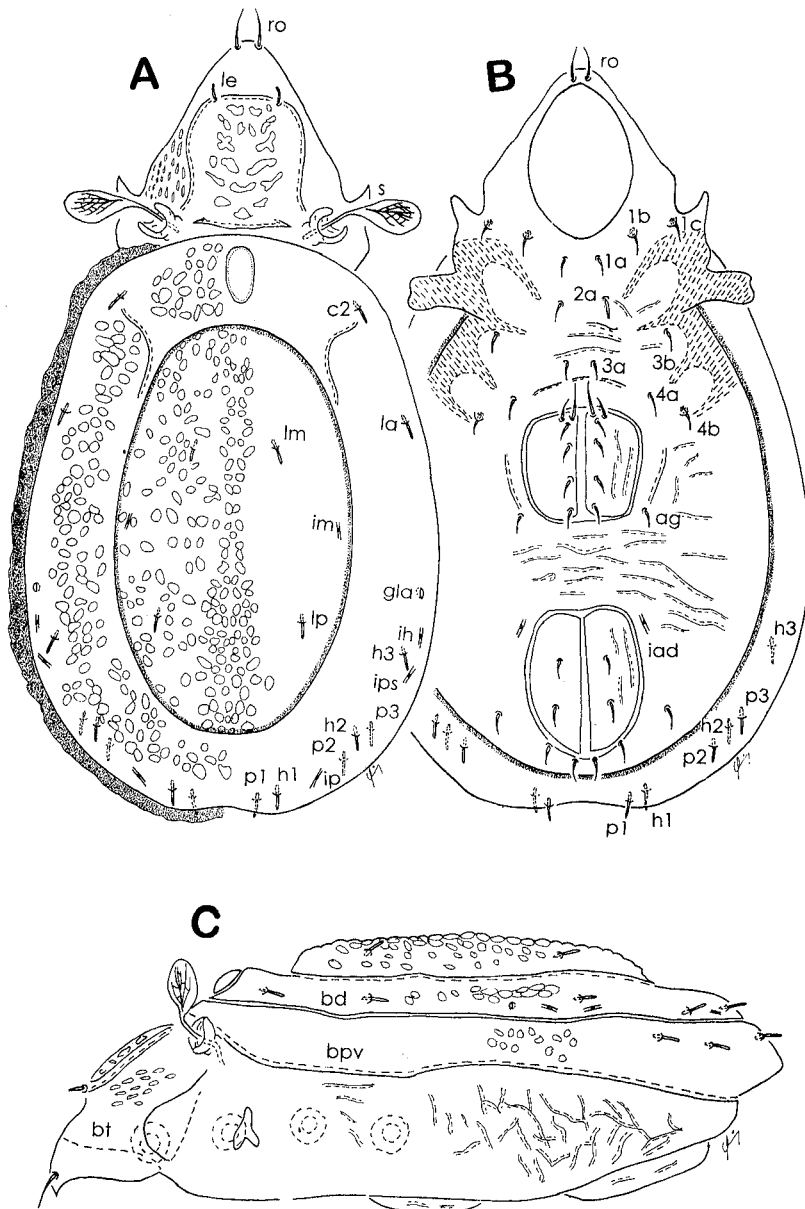 A
ro
le
s
c2
la
lm
im
gla
lp
ih
h3
ips
p3
h2
p2
ip
p1 h1
B
ro
1b 1c
1a
2a
3a 3b
4a
4b
ag
iad
h3
p3
h2
p2
h1
p1
C
bd
bpv
bt